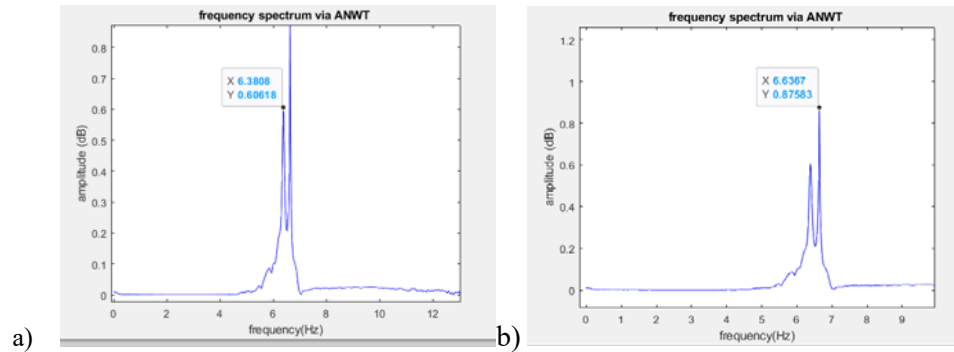 frequency spectrum via ANWT
0.8
0.7
0.6
0.5
0.4
0.3
0.2
0.1
0
amplitude (dB)
X 6.3808
Y 0.60618
0 2 4 6 8 10 12
frequency(Hz)
a)
frequency spectrum via ANWT
1.2
1
0.8
0.6
0.4
0.2
0
amplitude (dB)
X 6.6367
Y 0.87583
0 1 2 3 4 5 6 7 8 9
frequency(Hz)
b)